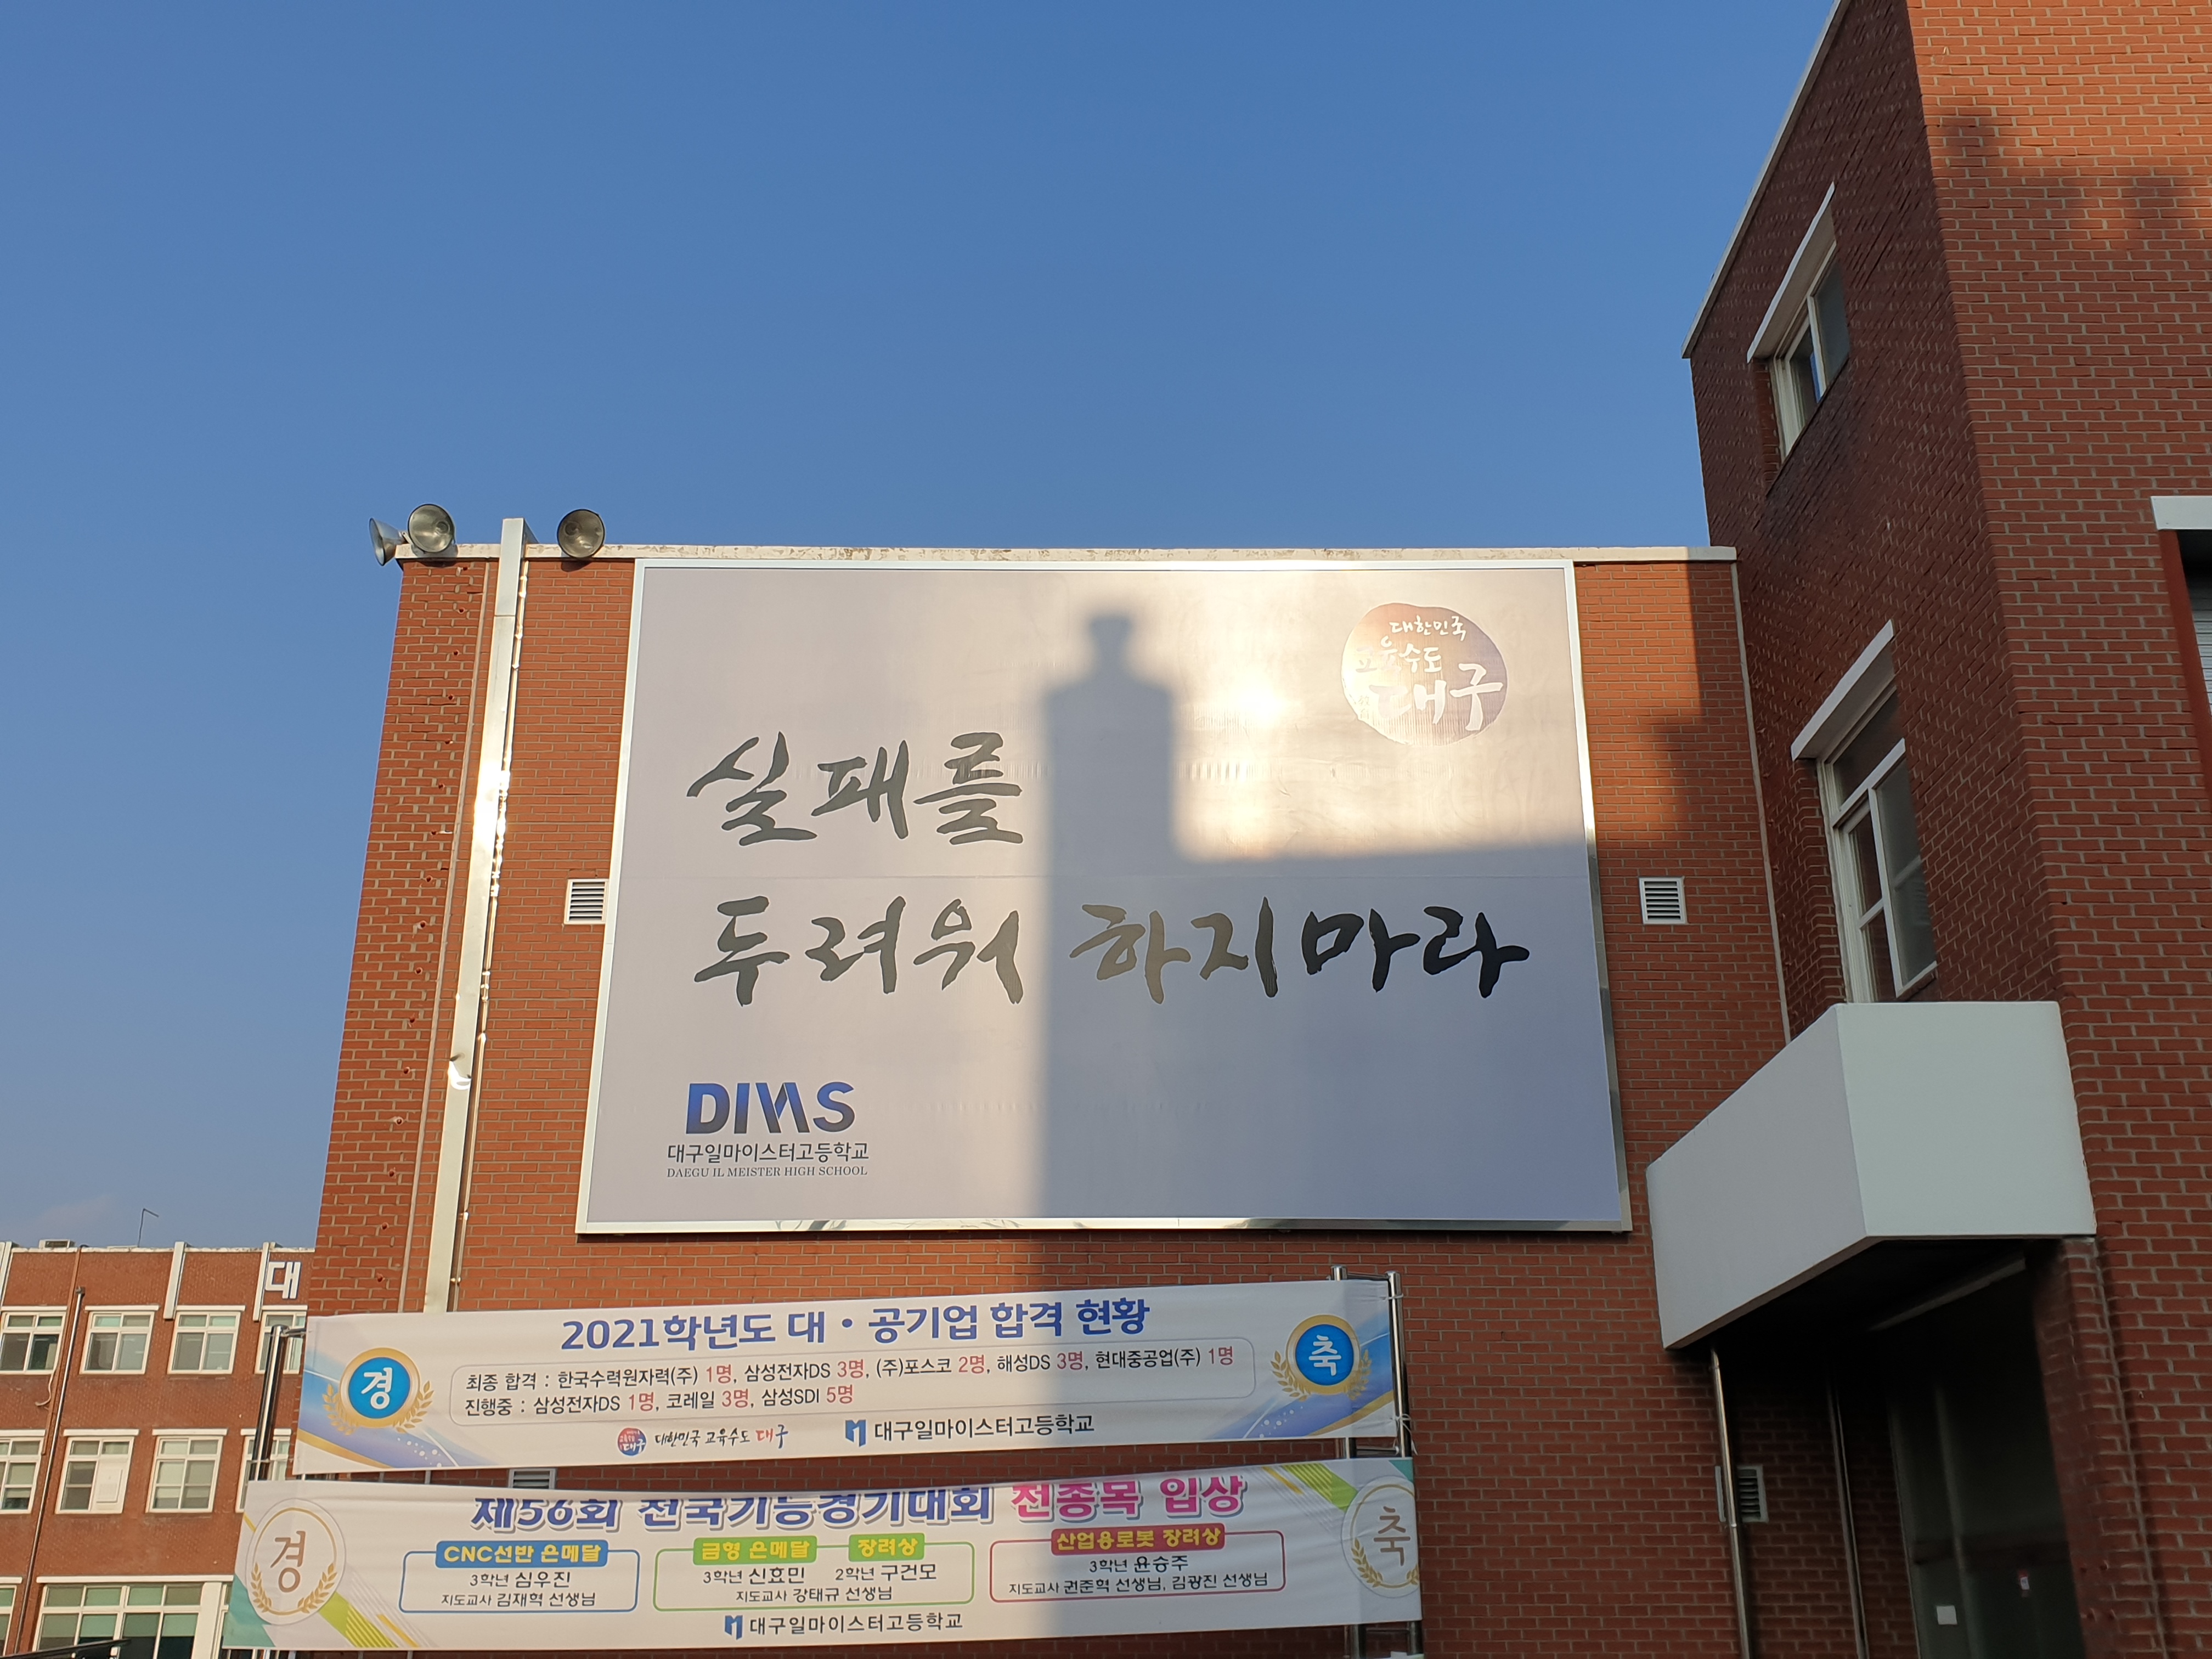 대한민국
교육수도
대구
실패를
두려워 하지마라
DIMS
대구일마이스터고등학교
DAEGU IL MEISTER HIGH SCHOOL
대
2021학년도 대·공기업 합격 현황
경
축
최종 합격 : 한국수력원자력(주) 1명, 삼성전자DS 3명, (주)포스코 2명, 해성DS 3명, 현대중공업(주) 1명
진행중 : 삼성전자DS 1명, 코레일 3명, 삼성SDI 5명
대한민국 교육수도 대구 대구일마이스터고등학교
제56회 전국기능경기대회 전종목 입상
경
축
CNC선반 은메달
3학년 심우진
지도교사 김재혁 선생님
금형 은메달 장려상
3학년 신효민 2학년 구건모
지도교사 강태규 선생님
산업용로봇 장려상
3학년 윤승주
지도교사 권준혁 선생님, 김광진 선생님
대구일마이스터고등학교